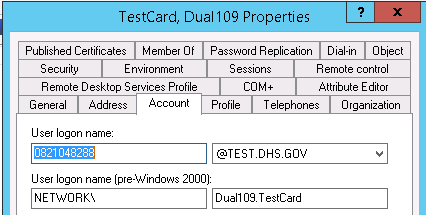 TestCard, Dual109 Properties
?
x
Published Certificates Member Of Password Replication Dial-in Object
Security Environment Sessions Remote control
Remote Desktop Services Profile COM+ Attribute Editor
General Address Account Profile Telephones Organization
User logon name:
0821048288 @TEST.DHS.GOV
User logon name (pre-Windows 2000):
NETWORK\ Dual109.TestCard